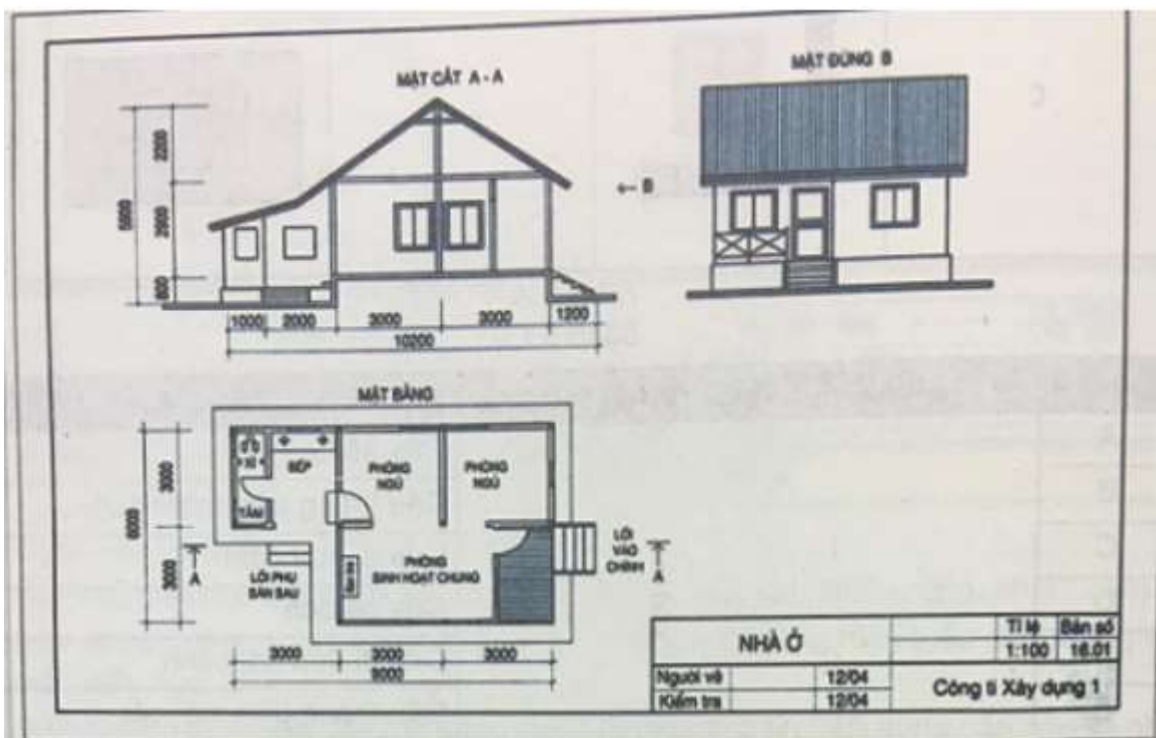 MẶT CẮT A - A
MẶT ĐỨNG B
2200
2900
600
← B
1000
2000
3000
3000
1200
10200
MẶT BẰNG
XÍ
TẮM
BẾP
PHÒNG
NGỦ
PHÒNG
NGỦ
PHÒNG
SINH HOẠT CHUNG
LỐI
VÀO
CHÍNH
LỐI PHỤ
SÂN SAU
A
A
3000
3000
6000
3000
3000
3000
9000
NHÀ Ở
Tỉ lệ
Bản số
1:100
16.01
Người vẽ
12/04
Kiểm tra
12/04
Công ti Xây dựng 1